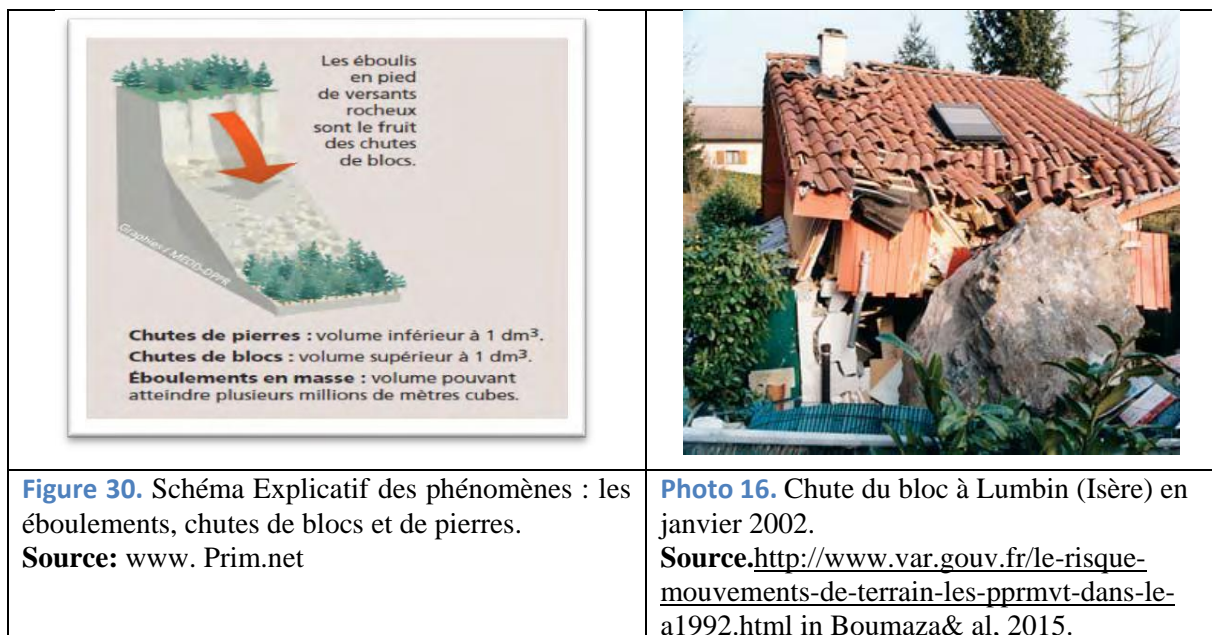 Les éboulis
en pied
de versants
rocheux
sont le fruit
des chutes
de blocs.
Graphies / MEDD-DPPR
Chutes de pierres : volume inférieur à 1 dm³.
Chutes de blocs : volume supérieur à 1 dm³.
Éboulements en masse : volume pouvant
atteindre plusieurs millions de mètres cubes.
Figure 30. Schéma Explicatif des phénomènes : les
éboulements, chutes de blocs et de pierres.
Source: www. Prim.net
Photo 16. Chute du bloc à Lumbin (Isère) en
janvier 2002.
Source.http://www.var.gouv.fr/le-risque-
mouvements-de-terrain-les-pprmvt-dans-le-
a1992.html in Boumaza& al, 2015.